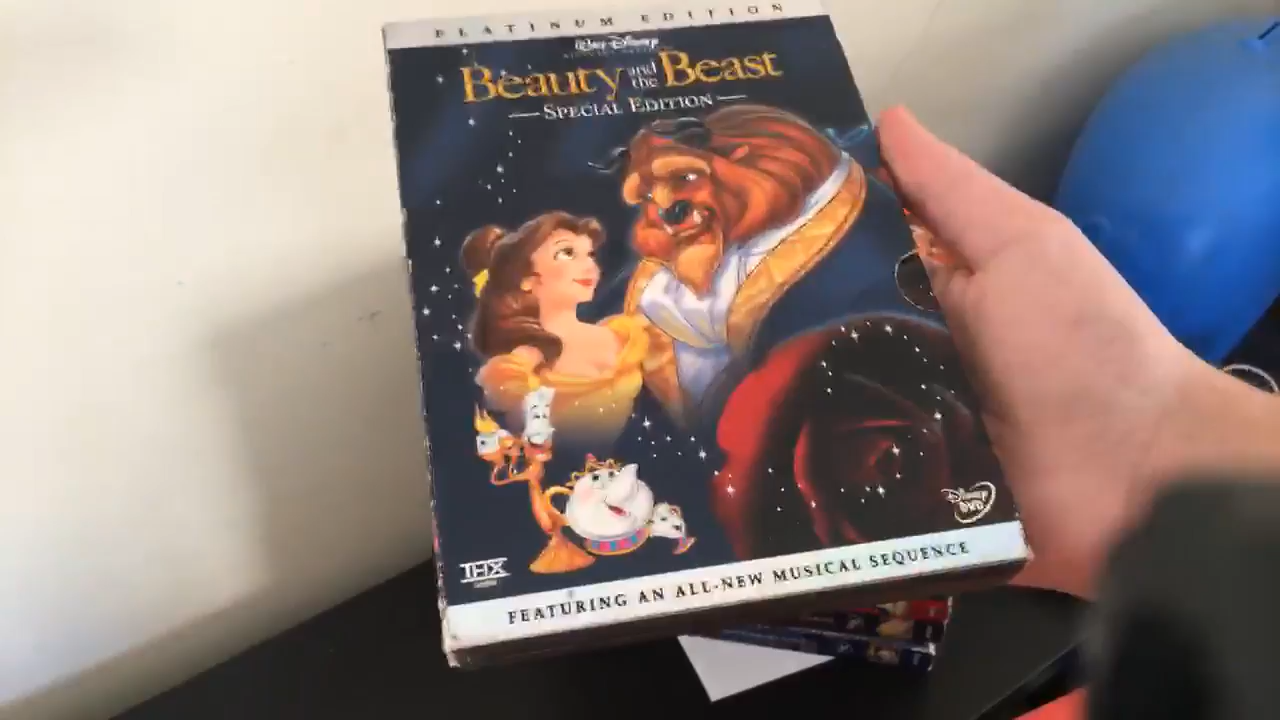 PLATINUM EDITION
Walt Disney
Beauty and the Beast
SPECIAL EDITION
Disney
DVD
THX
FEATURING AN ALL-NEW MUSICAL SEQUENCE